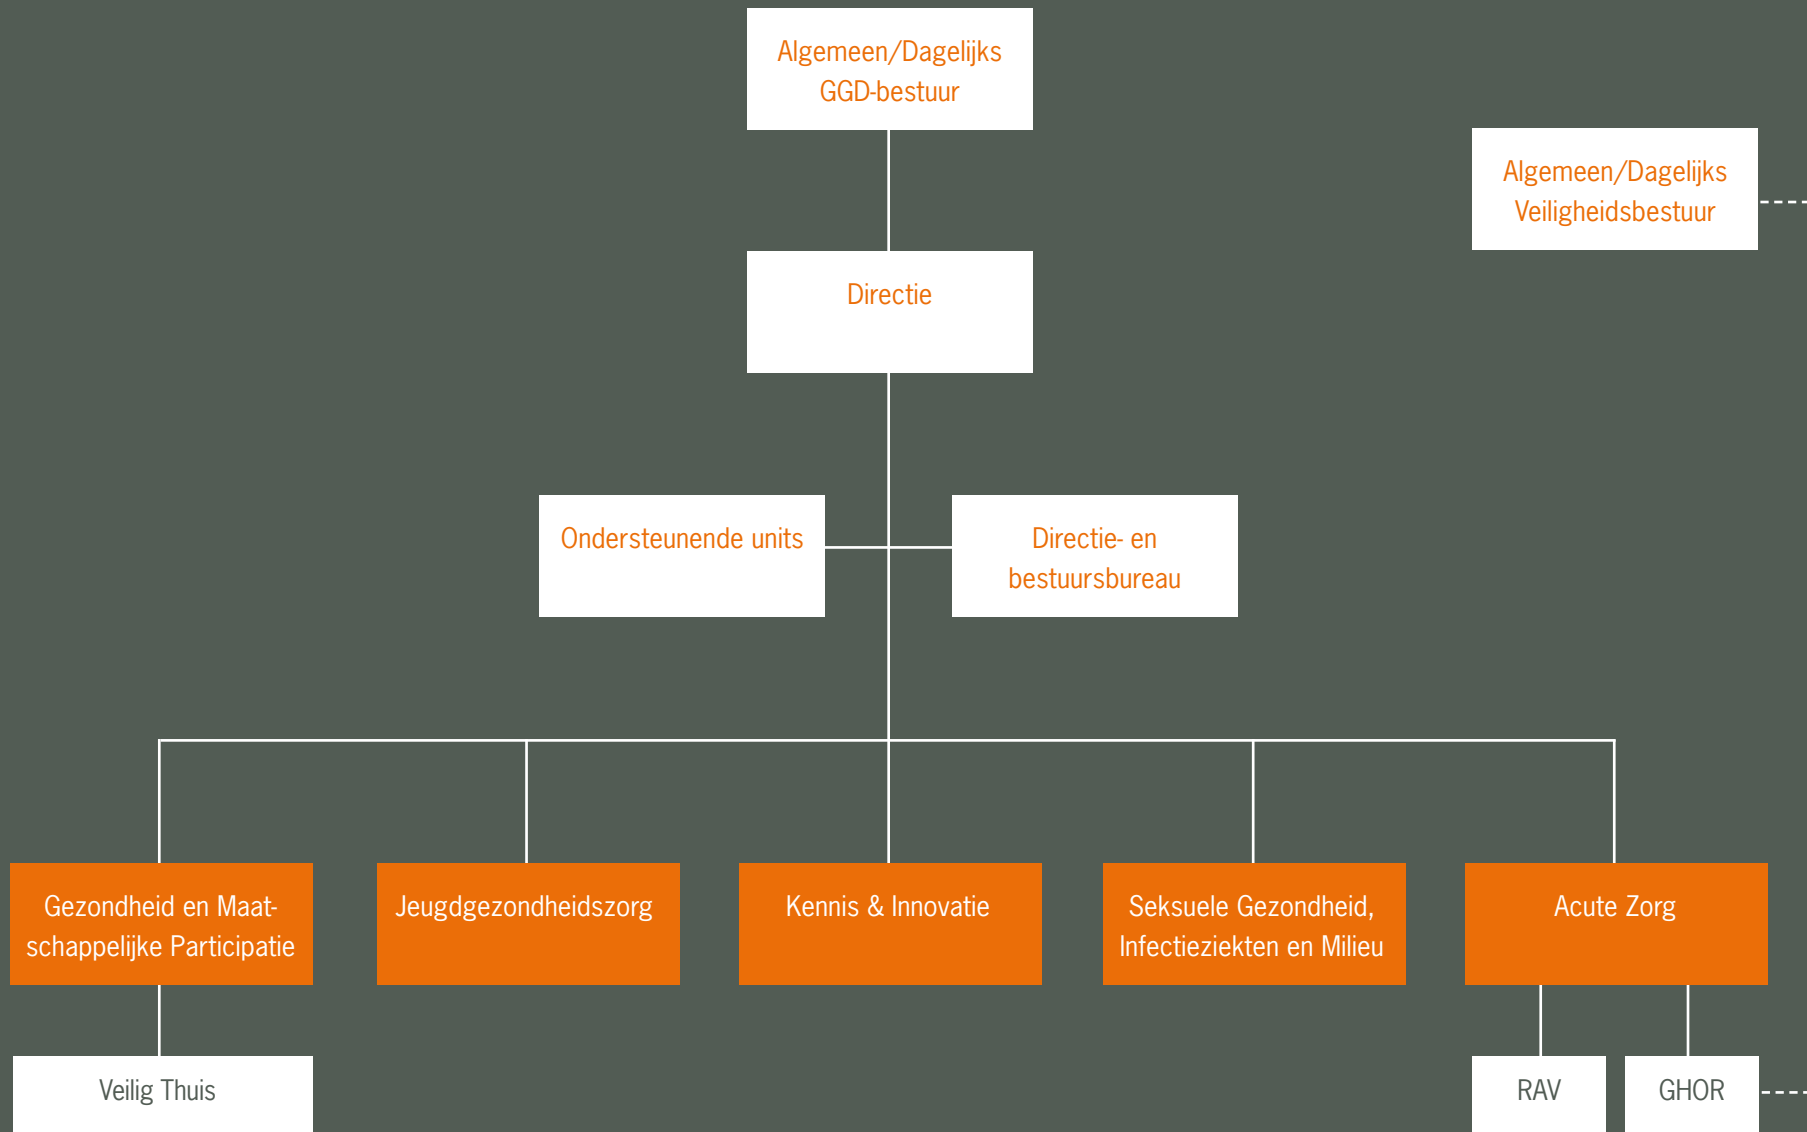 Algemeen/Dagelijks
GGD-bestuur
Algemeen/Dagelijks
Veiligheidsbestuur
Directie
Ondersteunende units
Directie- en
bestuursbureau
Gezondheid en Maat-
schappelijke Participatie
Jeugdgezondheidszorg
Kennis & Innovatie
Seksuele Gezondheid,
Infectieziekten en Milieu
Acute Zorg
Veilig Thuis
RAV
GHOR